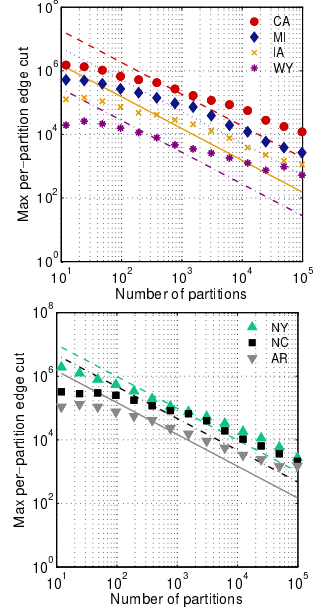 10^8
10^6
10^4
10^2
10^0
Max per-partition edge cut
CA
MI
IA
WY
10^1 10^2 10^3 10^4 10^5
Number of partitions
10^8
10^6
10^4
10^2
10^0
Max per-partition edge cut
NY
NC
AR
10^1 10^2 10^3 10^4 10^5
Number of partitions